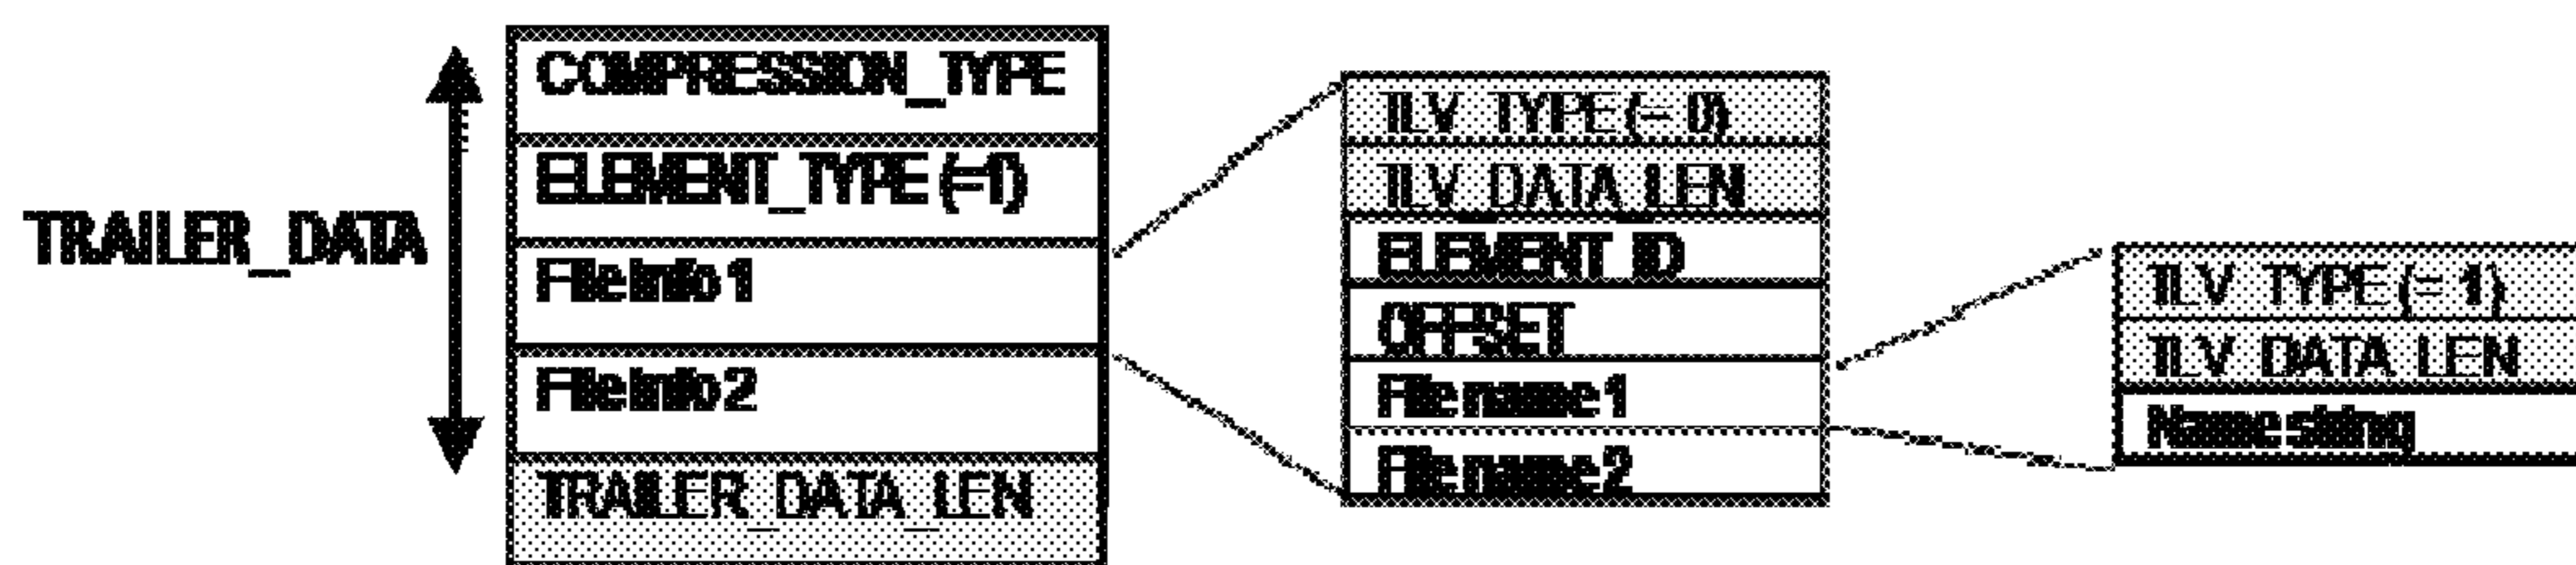 TRAILER_DATA
COMPRESSION_TYPE
ELEMENT_TYPE (=1)
File info 1
File info 2
TRAILER_DATA_LEN
TLV_TYPE (= 0)
TLV_DATA_LEN
ELEMENT_ID
OFFSET
File name 1
File name 2
TLV_TYPE (= 1)
TLV_DATA_LEN
Name string